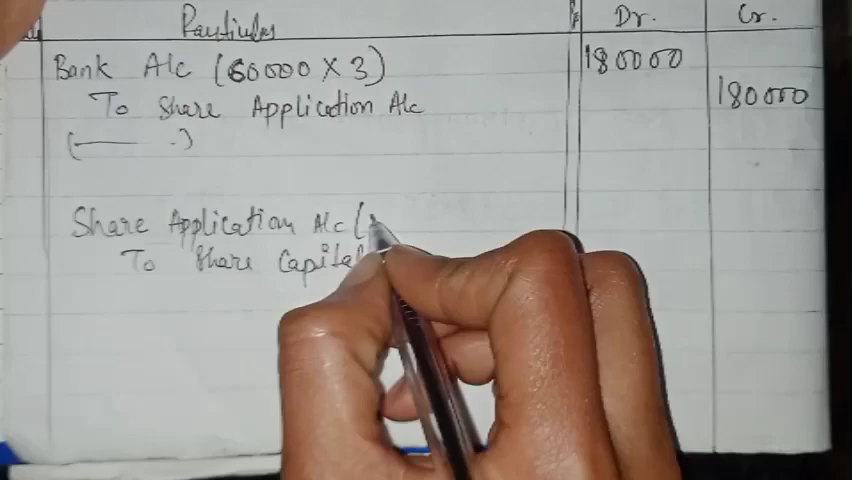 Particulars Dr. Cr.
Bank A/c (60000 X 3) 180000
To Share Application A/c 180000
(—— .)
Share Application A/c (
To Share Capital